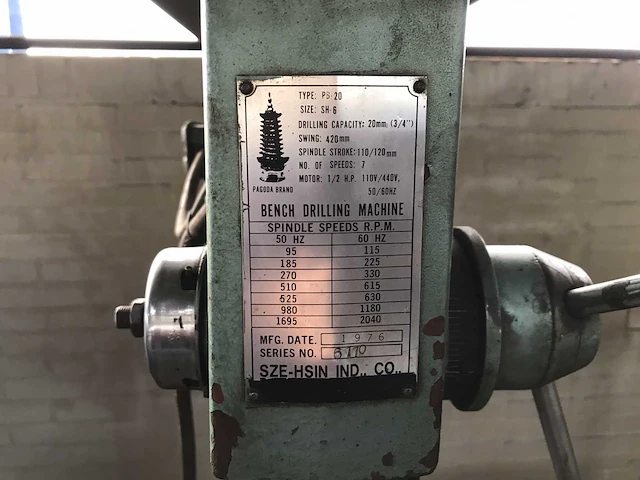 TYPE: PS-20
SIZE: SH-6
DRILLING CAPACITY: 20mm (3/4")
SWING: 420mm
SPINDLE STROKE: 110/120mm
NO. OF SPEEDS: 7
MOTOR: 1/2 H.P. 110V/440V,
50/60HZ
PAGODA BRAND
BENCH DRILLING MACHINE
SPINDLE SPEEDS R.P.M.
50 HZ 60 HZ
95 115
185 225
270 330
510 615
525 630
980 1180
1695 2040
MFG. DATE. 1976
SERIES NO.
SZE-HSIN IND., CO.,